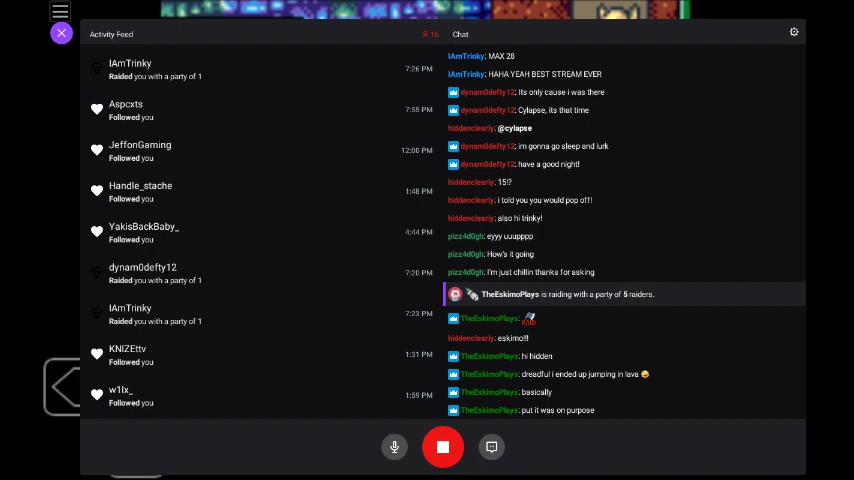 Activity Feed
16
Chat
IAmTrinky
Raided you with a party of 1
7:26 PM
Aspcxts
Followed you
7:55 PM
JeffonGaming
Followed you
12:00 PM
Handle_stache
Followed you
1:48 PM
YakisBackBaby_
Followed you
4:44 PM
dynam0defty12
Raided you with a party of 1
7:20 PM
IAmTrinky
Raided you with a party of 1
7:23 PM
KNIZEttv
Followed you
1:31 PM
w1lx_
Followed you
1:59 PM
IAmTrinky: MAX 28
IAmTrinky: HAHA YEAH BEST STREAM EVER
dynam0defty12: Its only cause i was there
dynam0defty12: Cylapse, its that time
hiddenclearly: @cylapse
dynam0defty12: im gonna go sleep and lurk
dynam0defty12: have a good night!
hiddenclearly: 15!?
hiddenclearly: i told you you would pop off!
hiddenclearly: also hi trinky!
pizz4d0gh: eyyy uuupppp
pizz4d0gh: How's it going
pizz4d0gh: I'm just chillin thanks for asking
TheEskimoPlays is raiding with a party of 5 raiders.
TheEskimoPlays: RAID
hiddenclearly: eskimo!!!
TheEskimoPlays: hi hidden
TheEskimoPlays: dreadful i ended up jumping in lava
TheEskimoPlays: basically
TheEskimoPlays: put it was on purpose